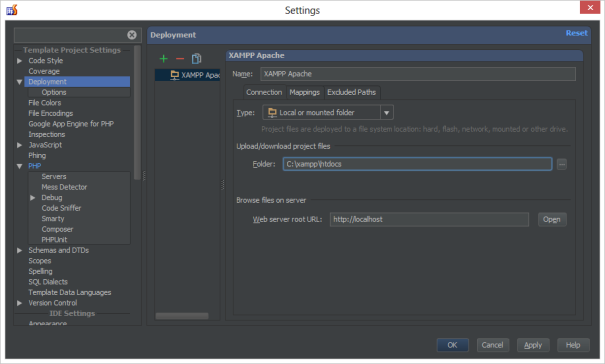 Settings
Deployment
Reset
Template Project Settings
Code Style
Coverage
Deployment
Options
File Colors
File Encodings
Google App Engine for PHP
Inspections
JavaScript
Phing
PHP
Servers
Mess Detector
Debug
Code Sniffer
Smarty
Composer
PHPUnit
Schemas and DTDs
Scopes
Spelling
SQL Dialects
Template Data Languages
Version Control
IDE Settings
Appearance
XAMPP Apac
XAMPP Apache
Name: XAMPP Apache
Connection Mappings Excluded Paths
Type: Local or mounted folder
Project files are deployed to a file system location: hard, flash, network, mounted or other drive.
Upload/download project files
Folder: C:\xampp\htdocs ...
Browse files on server
Web server root URL: http://localhost Open
OK Cancel Apply Help